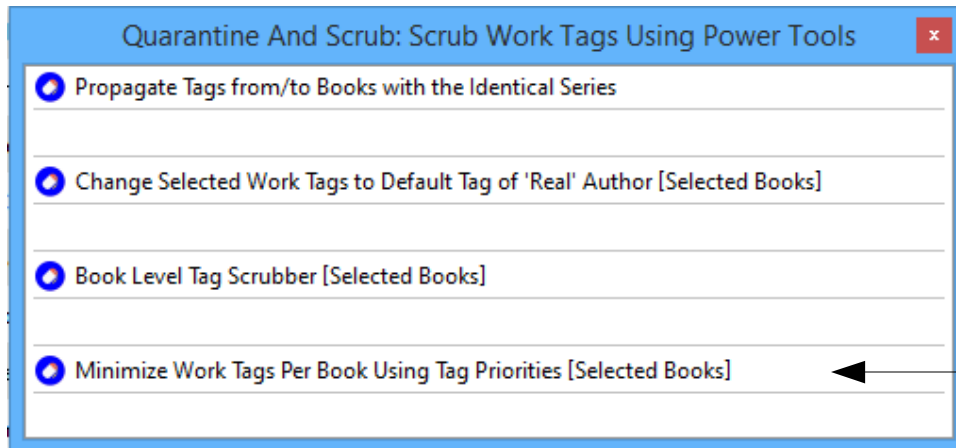 Quarantine And Scrub: Scrub Work Tags Using Power Tools
x
Propagate Tags from/to Books with the Identical Series
Change Selected Work Tags to Default Tag of 'Real' Author [Selected Books]
Book Level Tag Scrubber [Selected Books]
Minimize Work Tags Per Book Using Tag Priorities [Selected Books]